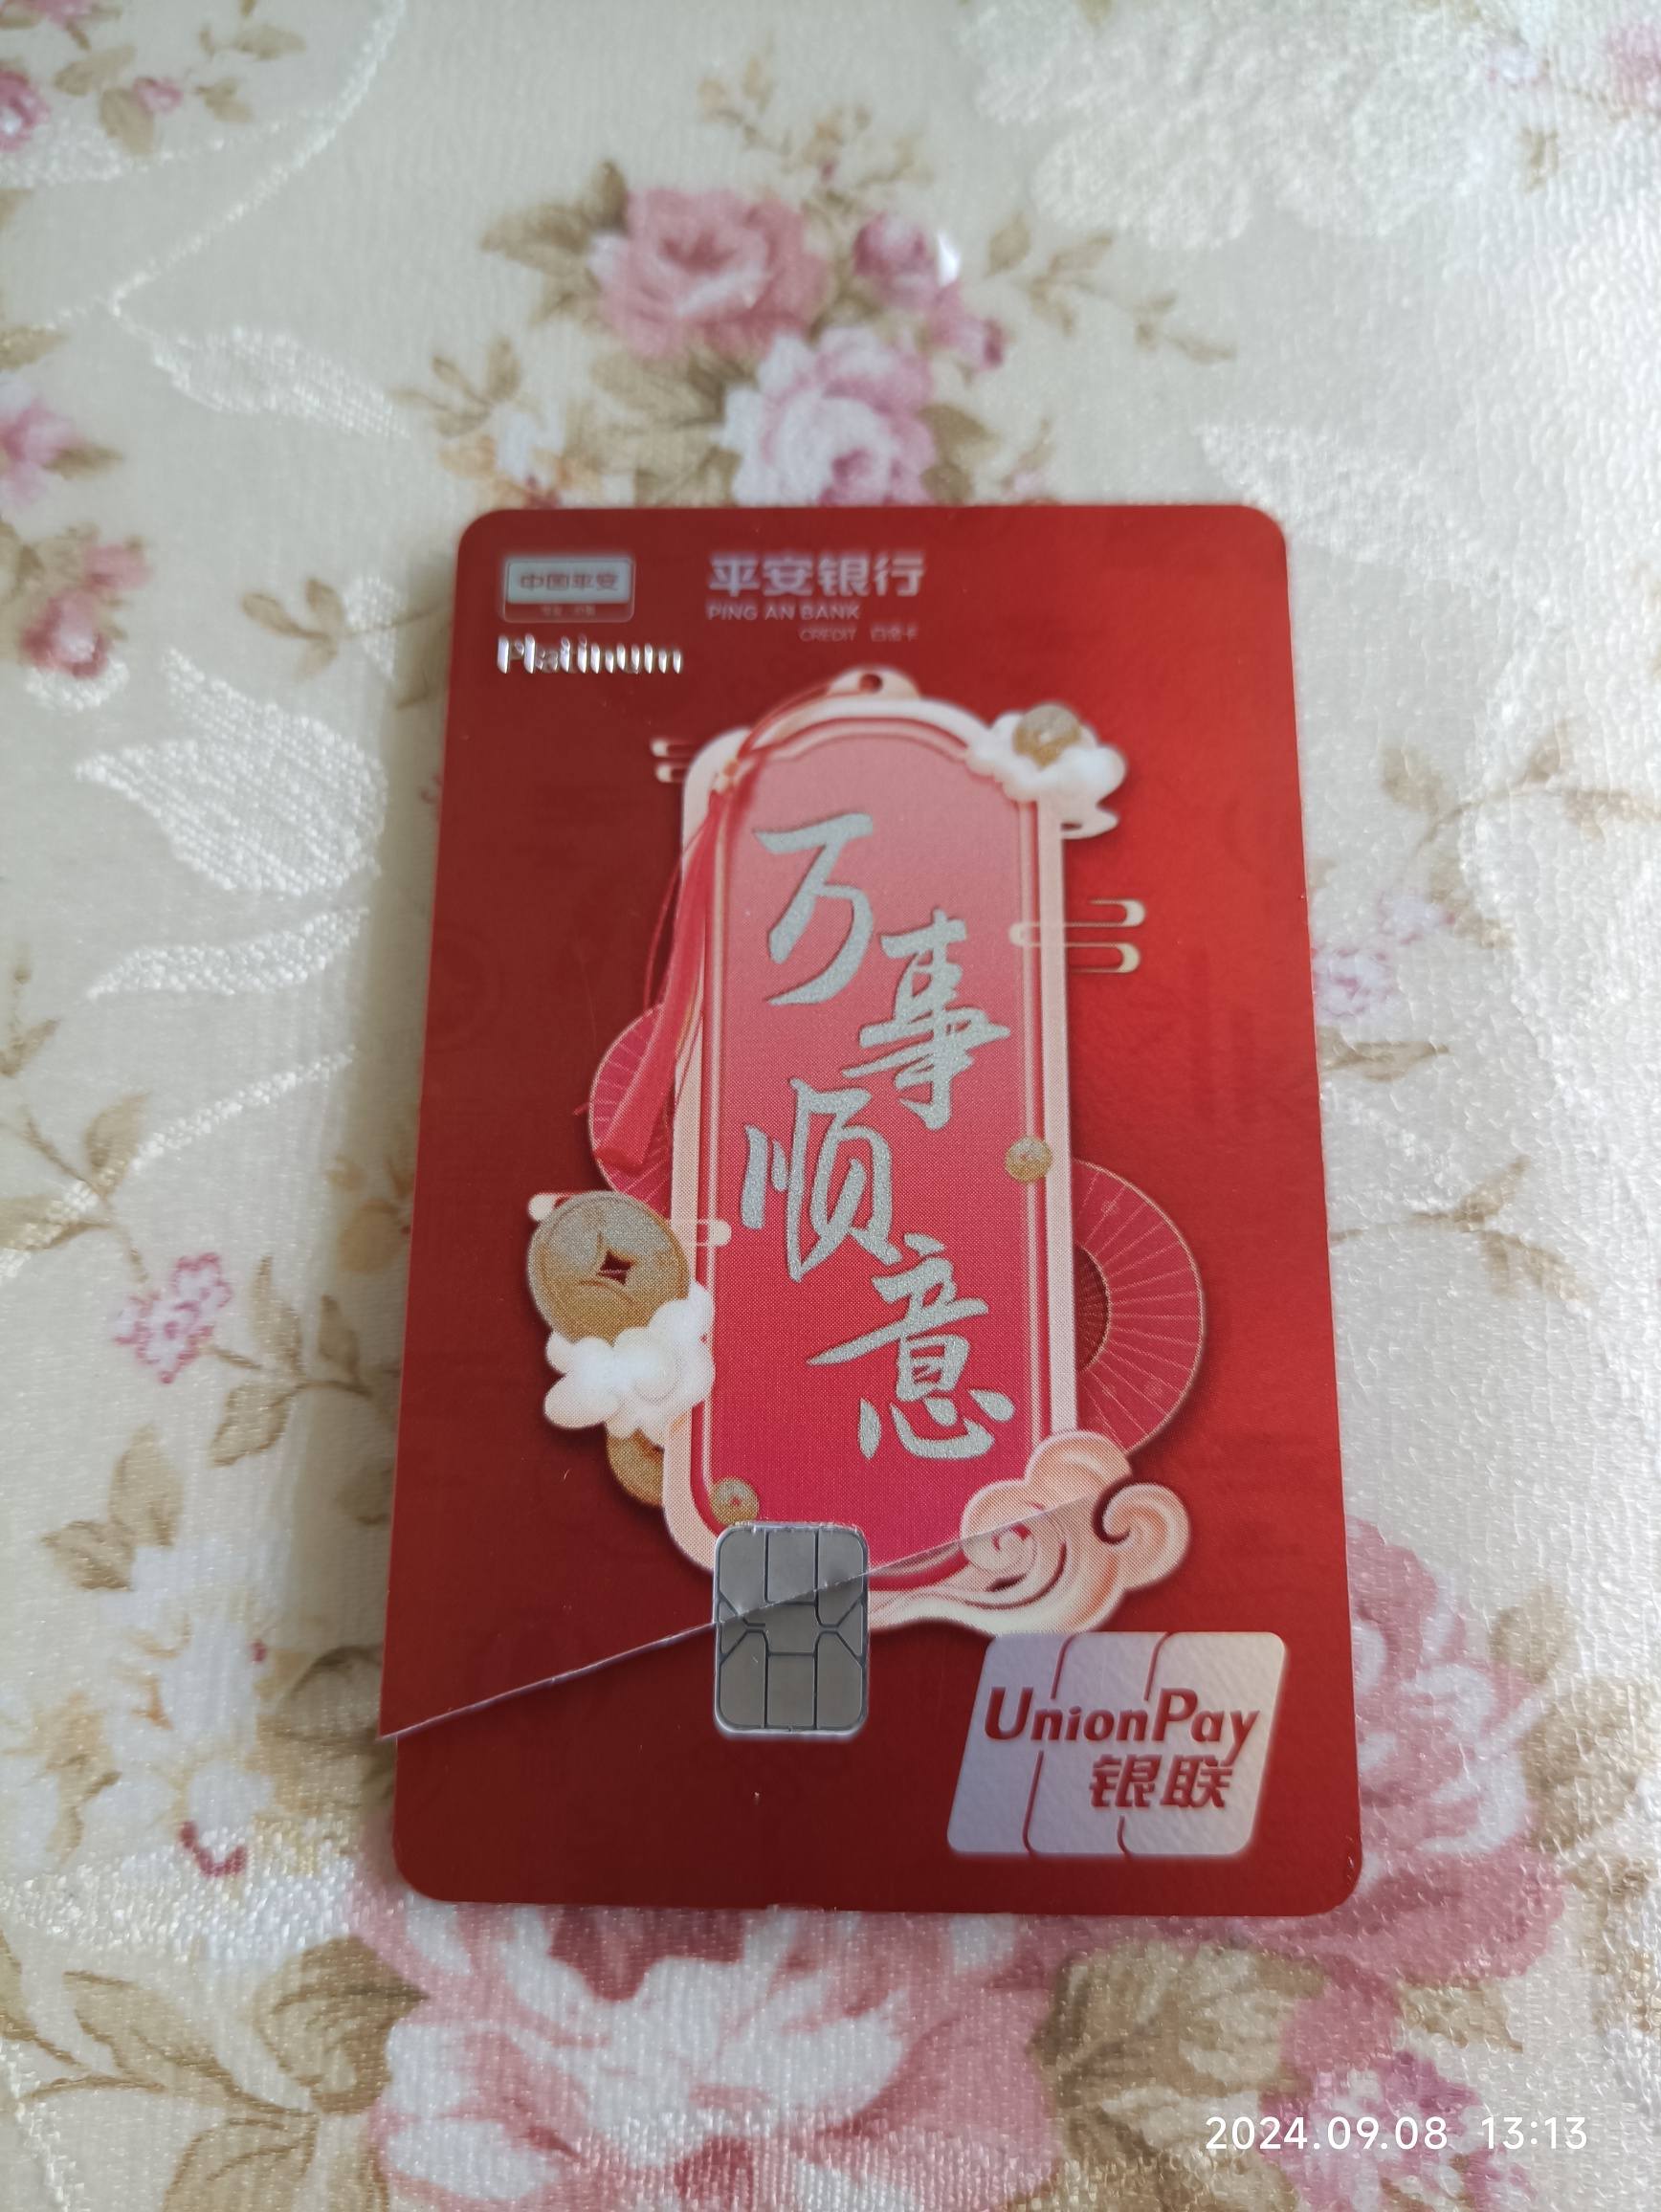 中国平安
平安银行
PING AN BANK
CREDIT 白金卡
Platinum
万事顺意
UnionPay
银联
2024.09.08 13:13